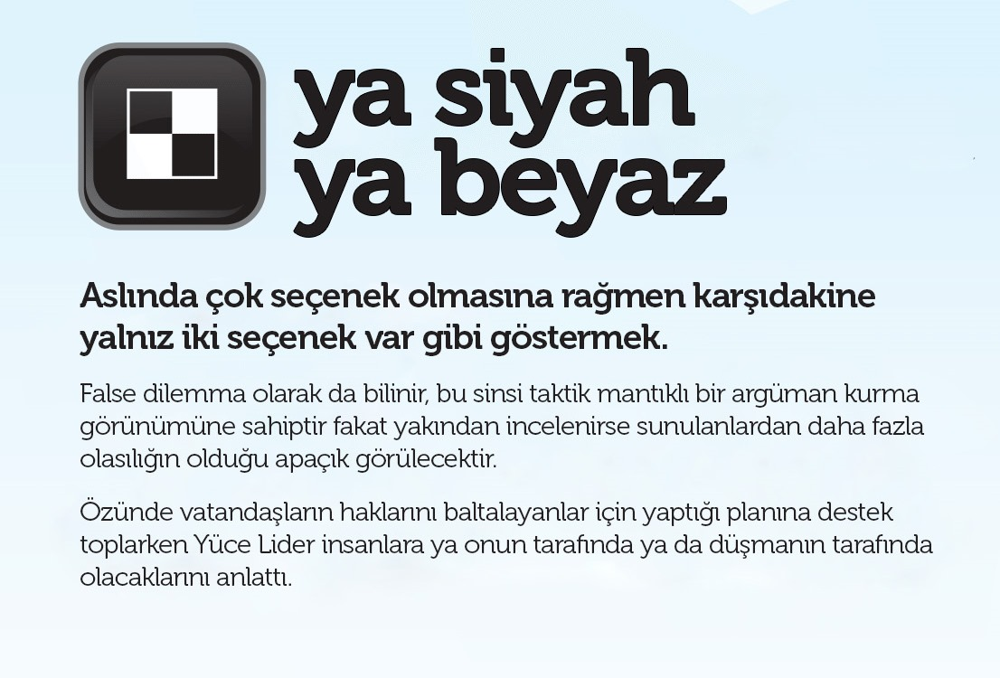 ya siyah
ya beyaz
Aslında çok seçenek olmasına rağmen karşıdakine
yalnız iki seçenek var gibi göstermek.
False dilemma olarak da bilinir, bu sinsi taktik mantıklı bir argüman kurma
görünümüne sahiptir fakat yakından incelenirse sunulanlardan daha fazla
olasılığın olduğu apaçık görülecektir.
Özünde vatandaşların haklarını baltalayanlar için yaptığı planına destek
toplarken Yüce Lider insanlara ya onun tarafında ya da düşmanın tarafında
olacaklarını anlattı.